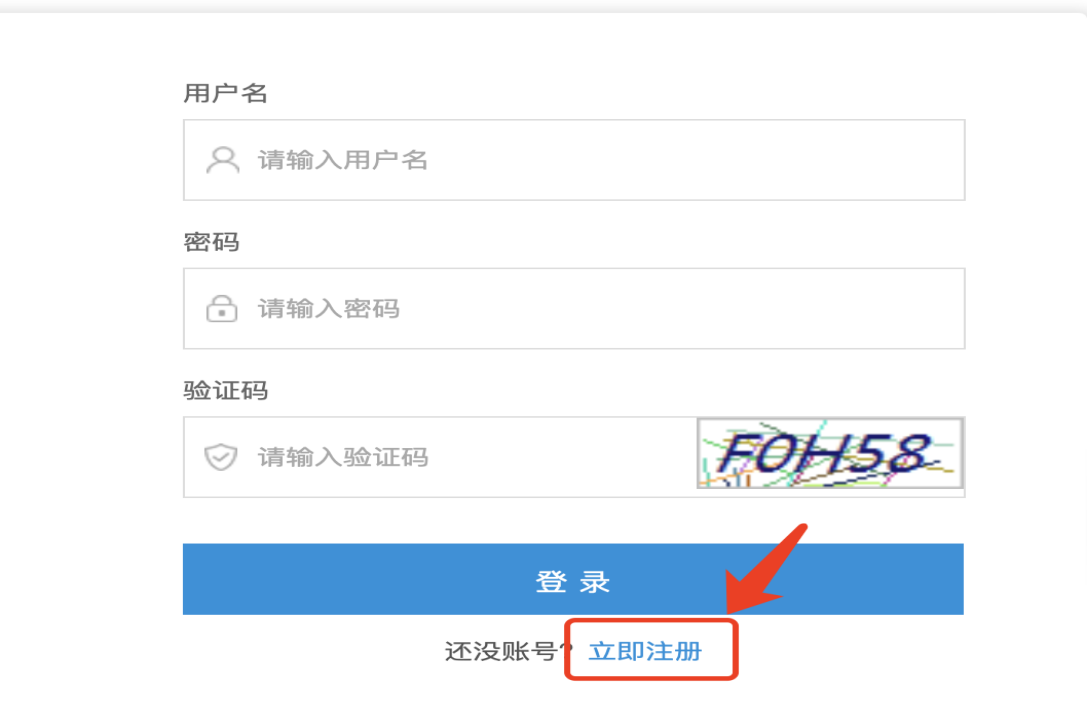 用户名
请输入用户名
密码
请输入密码
验证码
请输入验证码 FOH58
登 录
还没账号? 立即注册